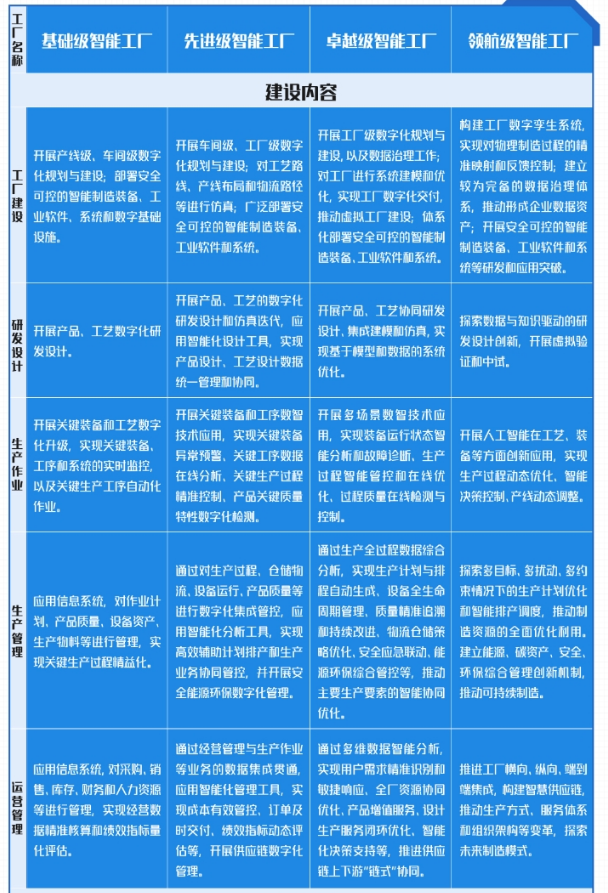 工厂名称
基础级智能工厂
先进级智能工厂
卓越级智能工厂
领航级智能工厂
建设内容
工厂建设
开展产线级、车间级数字
化规划与建设；部署安全
可控的智能制造装备、工
业软件、系统和数字基础
设施。
开展车间级、工厂级数字
化规划与建设；对工艺路
线、产线布局和物流路径
等进行仿真；广泛部署安
全可控的智能制造装备、
工业软件和系统。
开展工厂级数字化规划与
建设，以及数据治理工作；
对工厂进行系统建模和优
化，实现工厂数字化交付，
推动虚拟工厂建设；体系
化部署安全可控的智能制
造装备、工业软件和系统。
构建工厂数字孪生系统，
实现对物理制造过程的精
准映射和反馈控制；建立
较为完备的数据治理体
系，推动形成企业数据资
产；开展安全可控的智能
制造装备、工业软件和系
统等研发和应用突破。
研发设计
开展产品、工艺数字化研
发设计。
开展产品、工艺的数字化
研发设计和仿真迭代，应
用智能化设计工具，实现
产品设计、工艺设计数据
统一管理和协同。
开展产品、工艺协同研发
设计、集成建模和仿真，实
现基于模型和数据的系统
优化。
探索数据与知识驱动的研
发设计创新，开展虚拟验
证和中试。
生产作业
开展关键装备和工艺数字
化升级，实现关键装备、
工序和系统的实时监控，
以及关键生产工序自动化
作业。
开展关键装备和工序数智
技术应用，实现关键装备
异常预警、关键工序数据
在线分析、关键生产过程
精准控制、产品关键质量
特性数字化检测。
开展多场景数智技术应
用，实现装备运行状态智
能分析和故障诊断、生产
过程智能管控和在线优
化、过程质量在线检测与
控制。
开展人工智能在工艺、装
备等方面创新应用，实现
生产过程动态优化、智能
决策控制、产线动态调整。
生产管理
应用信息系统，对作业计
划、产品质量、设备资产、
生产物料等进行管理，实
现关键生产过程精益化。
通过对生产过程、仓储物
流、设备运行、产品质量等
进行数字化集成管控，应
用智能化分析工具，实现
高效辅助计划排产和生产
业务协同管控，并开展安
全能源环保数字化管理。
通过生产全过程数据综合
分析，实现生产计划与排
程自动生成、设备全生命
周期管理、质量精准追溯
和持续改进、物流仓储策
略优化、安全应急联动、能
源环保综合管控等，推动
主要生产要素的智能协同
优化。
探索多目标、多扰动、多约
束情况下的生产计划优化
和智能排产调度，推动制
造资源的全面优化利用。
建立能源、碳资产、安全、
环保综合管理创新机制，
推动可持续制造。
运营管理
应用信息系统，对采购、销
售、库存、财务和人力资源
等进行管理，实现经营数
据精准核算和绩效指标量
化评估。
通过经营管理与生产作业
等业务的数据集成贯通，
应用智能化管理工具，实
现成本有效管控、订单及
时交付、绩效指标动态评
估等，开展供应链数字化
管理。
通过多维数据智能分析，
实现用户需求精准识别和
敏捷响应、全厂资源协同
优化、产品增值服务、设计
生产服务闭环优化、智能
化决策支持等，推进供应
链上下游“链式”协同。
推进工厂横向、纵向、端到
端集成，构建智慧供应链，
推动生产方式、服务体系
和组织架构等变革，探索
未来制造模式。